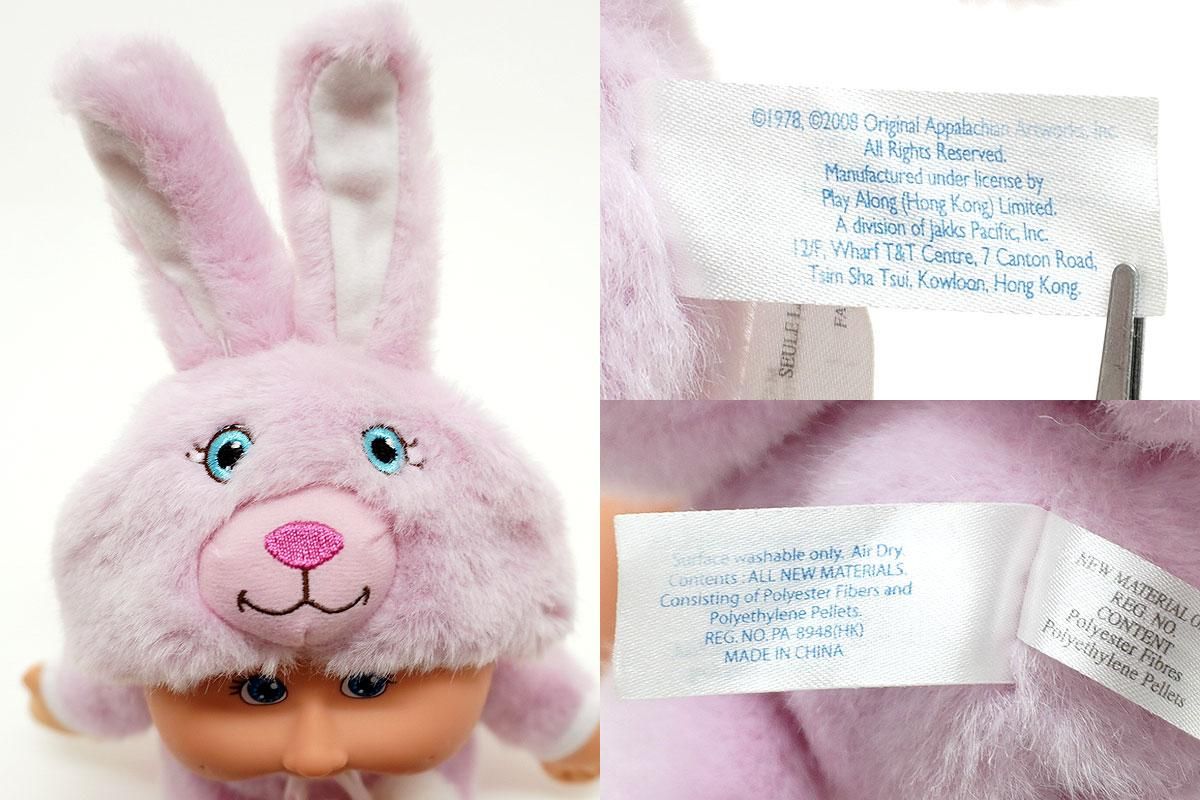 ©1978, ©2008 Original Appalachian Artworks, Inc.
All Rights Reserved.
Manufactured under license by
Play Along (Hong Kong) Limited.
A division of Jakks Pacific, Inc.
12/F, Wharf T&T Centre, 7 Canton Road,
Tsim Sha Tsui, Kowloon, Hong Kong.
SEULE
FA
Surface washable only. Air Dry
Contents : ALL NEW MATERIALS.
Consisting of Polyester Fibers and
Polyethylene Pellets.
REG. NO. PA-8948(HK)
MADE IN CHINA
NEW MATERIAL O
REG. NO.
CONTENT
Polyester Fibres
Polyethylene Pellets